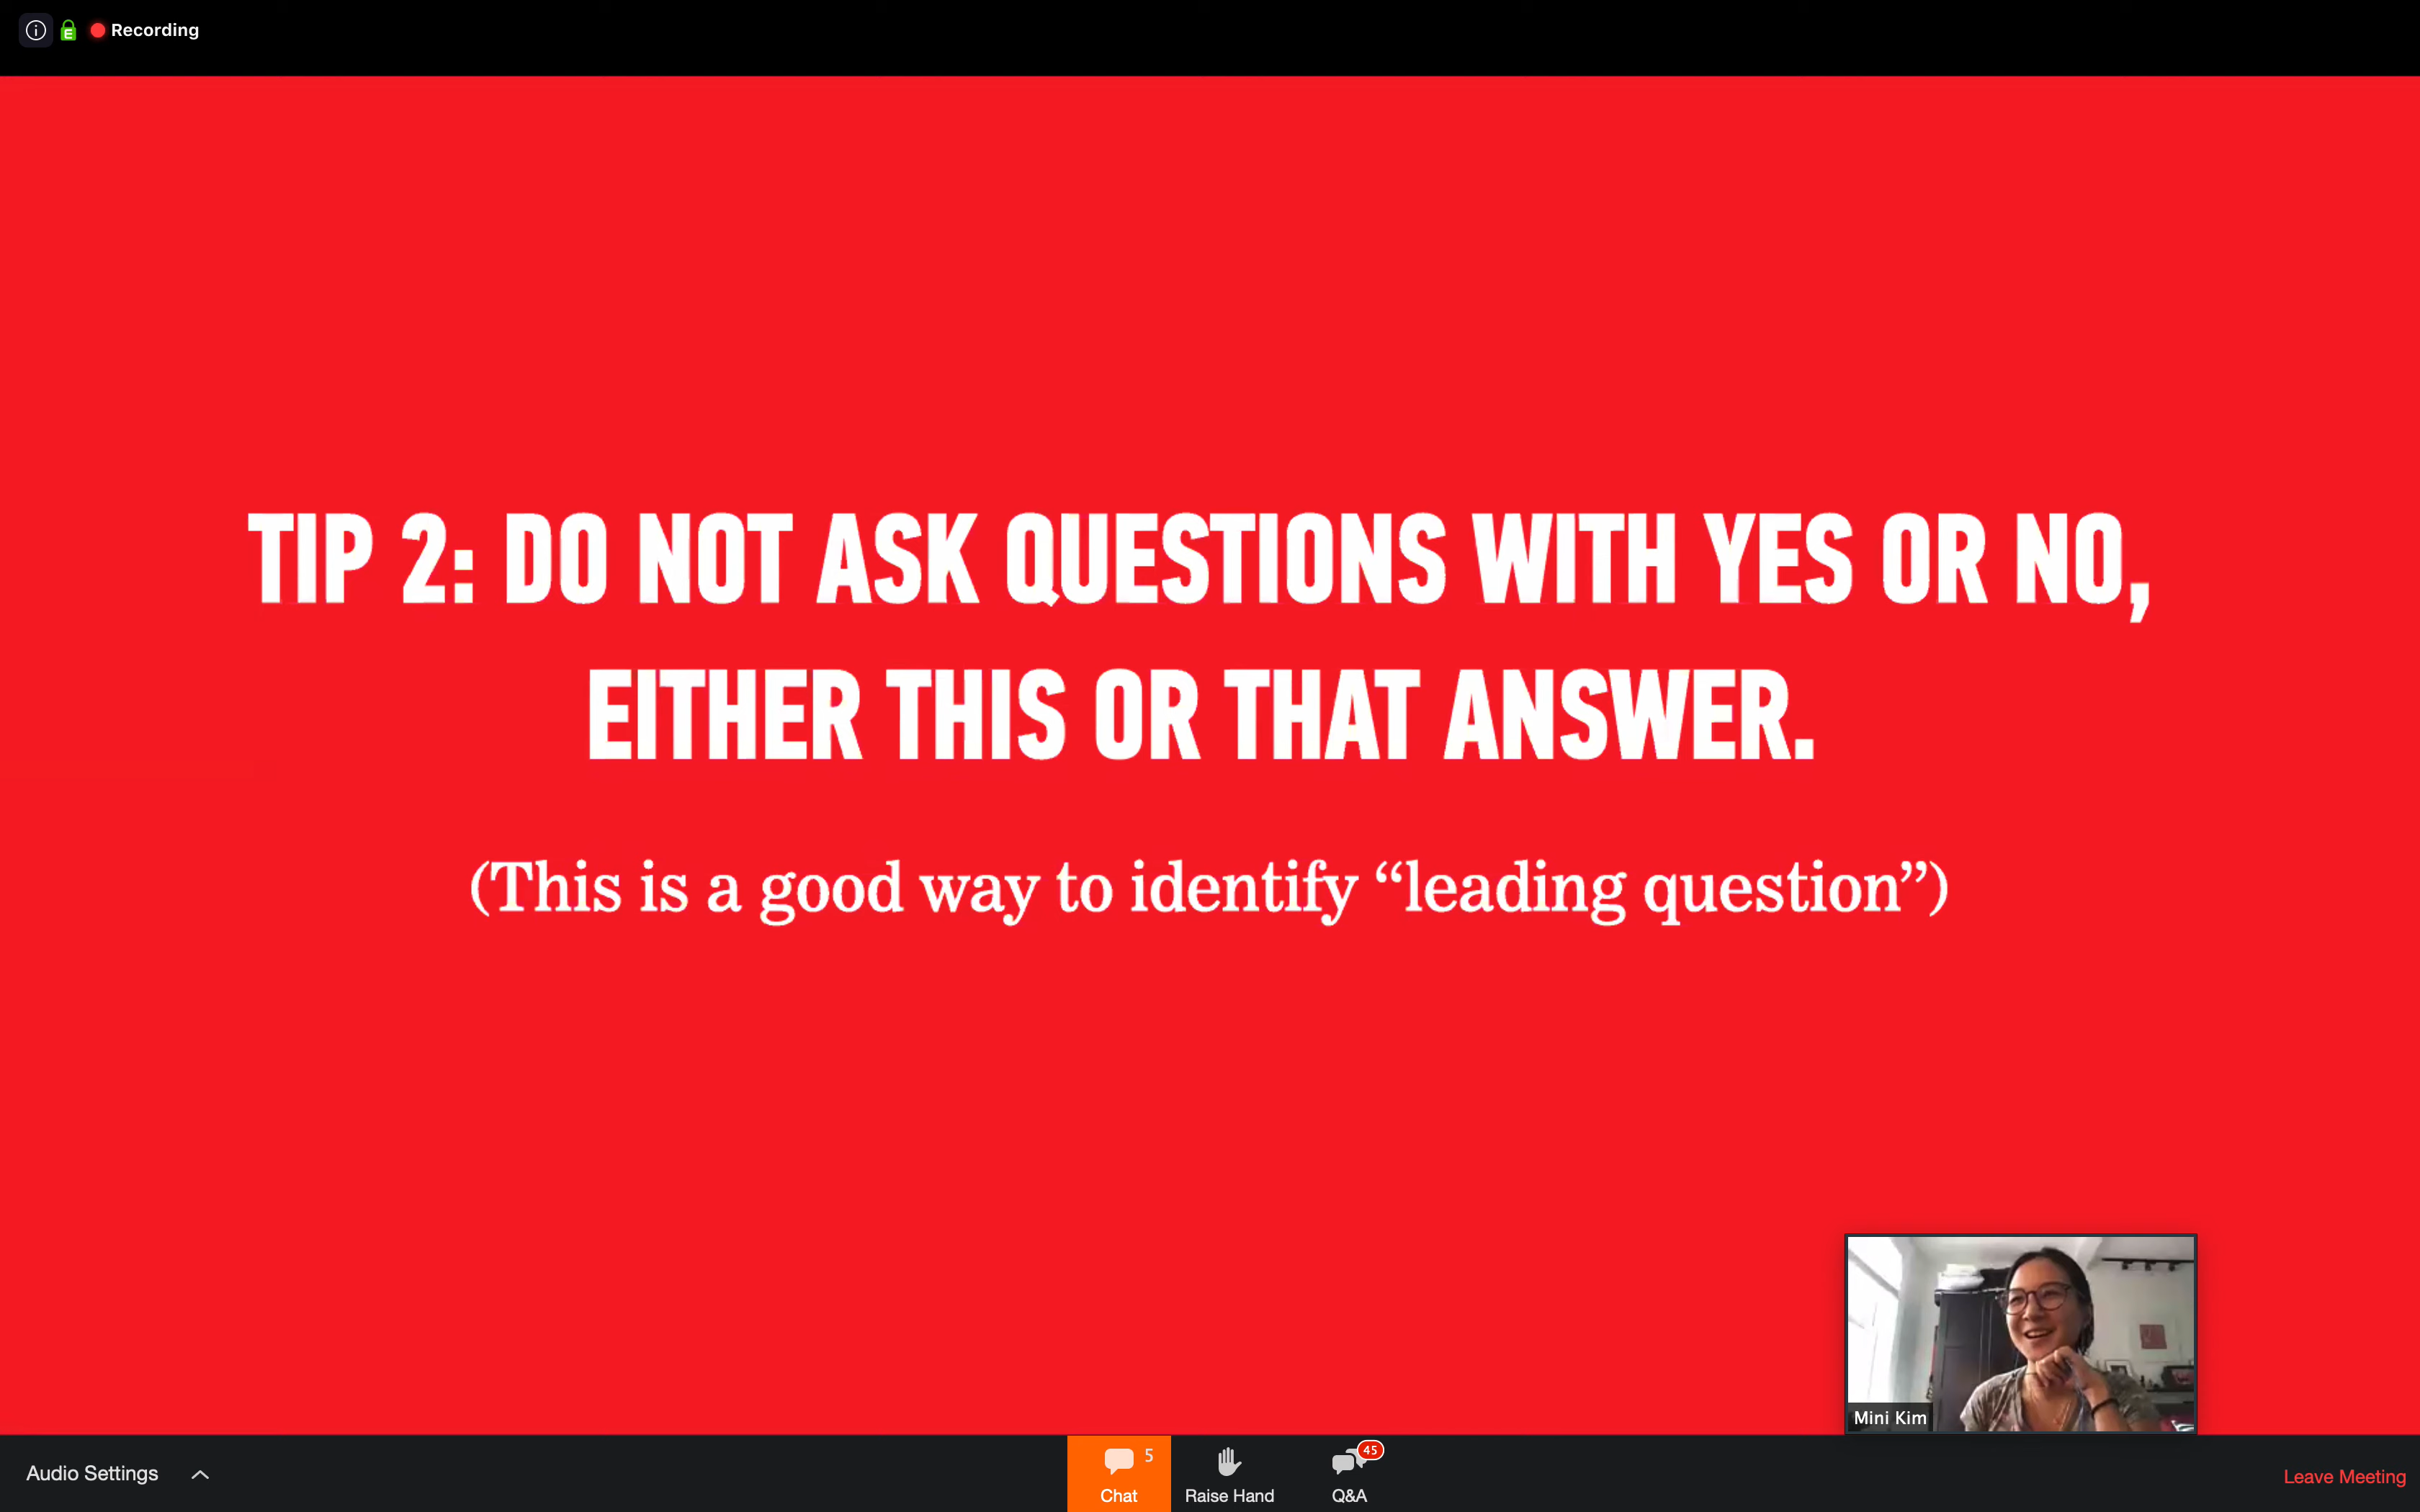 Recording
TIP 2: DO NOT ASK QUESTIONS WITH YES OR NO,
EITHER THIS OR THAT ANSWER.
(This is a good way to identify “leading question”)
Mini Kim
Audio Settings
5
Chat
Raise Hand
45
Q&A
Leave Meeting